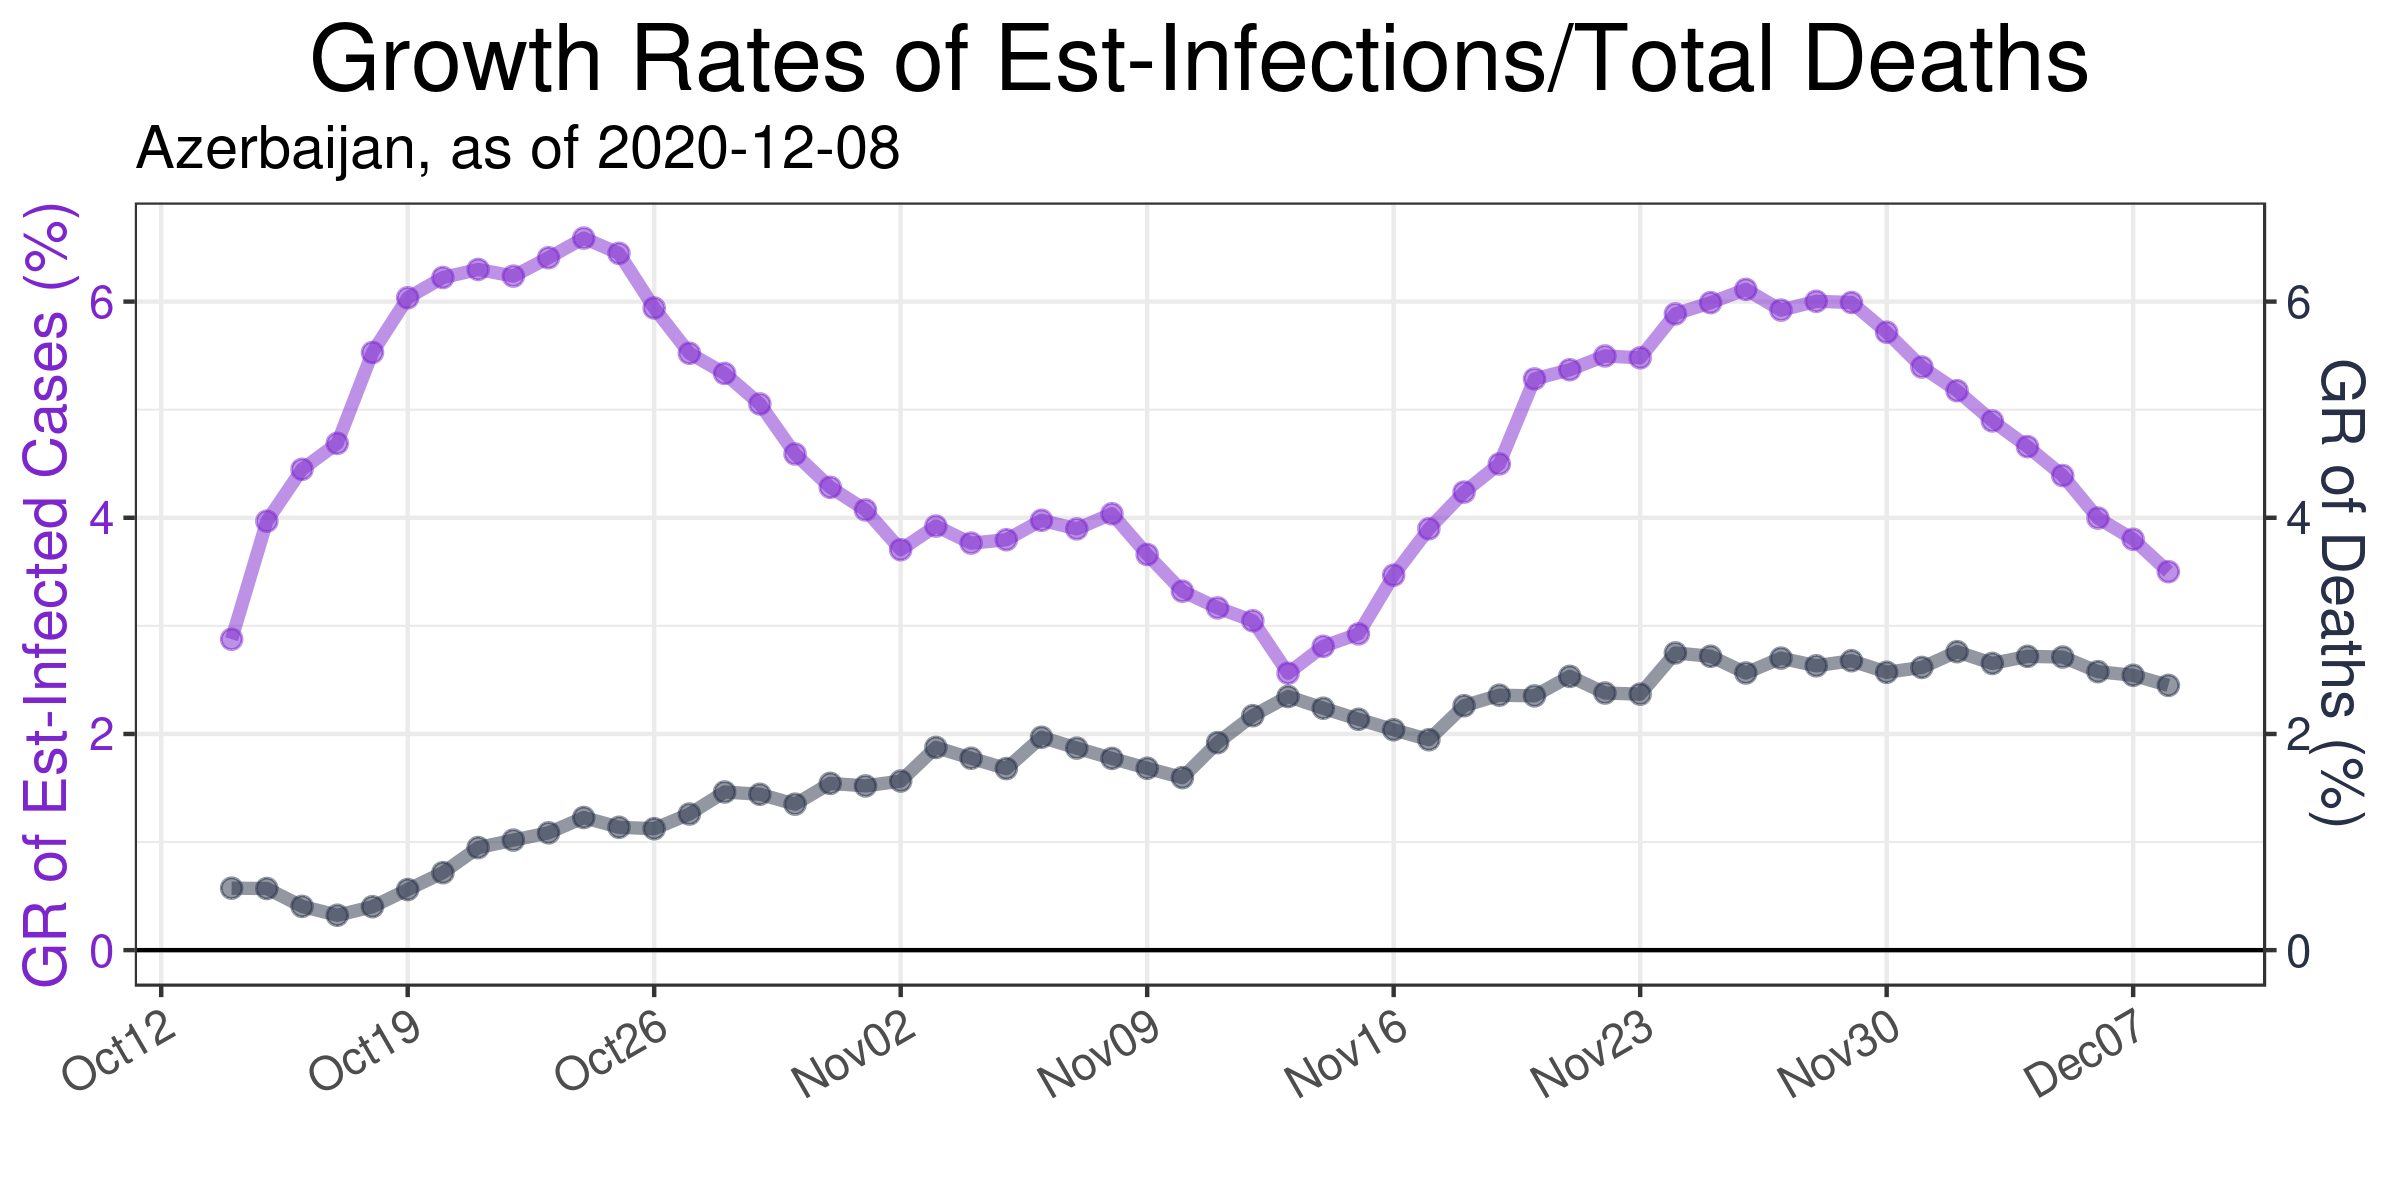 Growth Rates of Est-Infections/Total Deaths
Azerbaijan, as of 2020-12-08
GR of Est-Infected Cases (%)
6
4
2
0
6
4
2
0
GR of Deaths (%)
Oct12
Oct19
Oct26
Nov02
Nov09
Nov16
Nov23
Nov30
Dec07